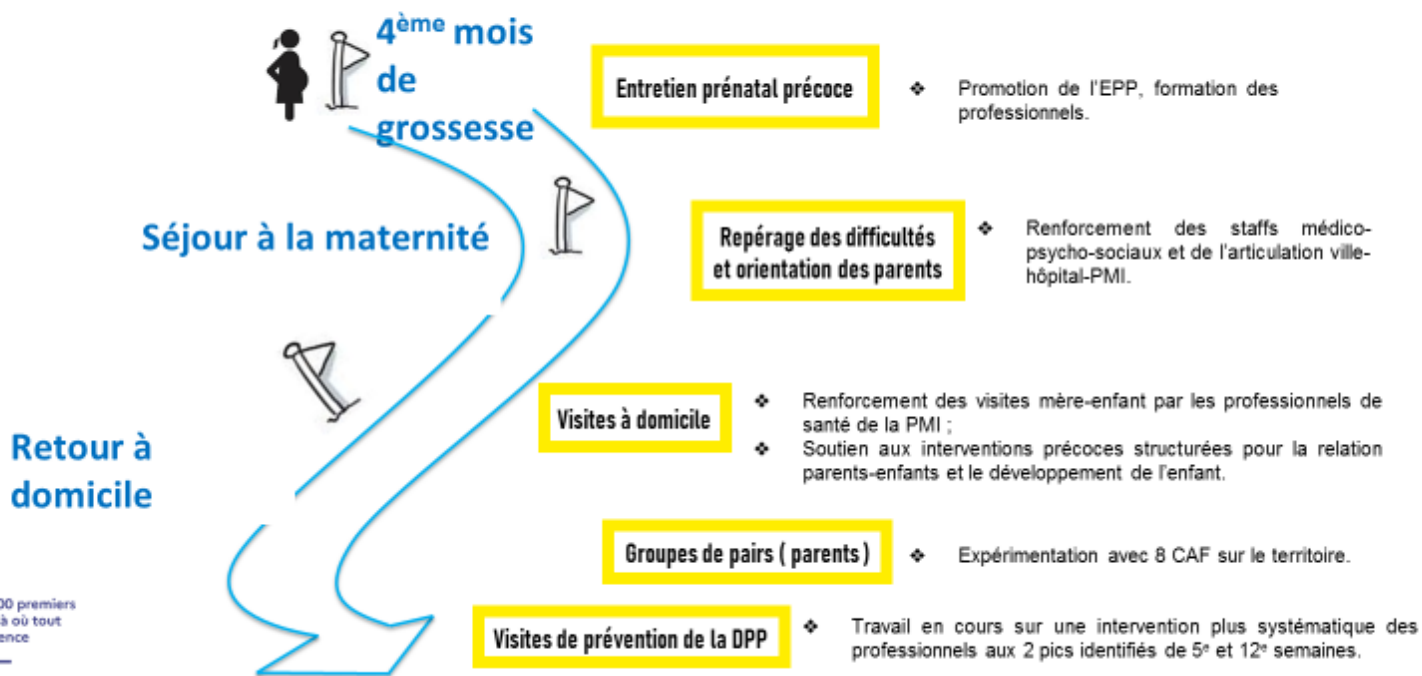 4ème mois
de
grossesse
Entretien prénatal précoce
❖ Promotion de l'EPP, formation des
professionnels.
Séjour à la maternité
Repérage des difficultés
et orientation des parents
❖ Renforcement des staffs médico-
psycho-sociaux et de l'articulation ville-
hôpital-PMI.
Retour à
domicile
Visites à domicile
❖ Renforcement des visites mère-enfant par les professionnels de
santé de la PMI ;
❖ Soutien aux interventions précoces structurées pour la relation
parents-enfants et le développement de l'enfant.
Groupes de pairs ( parents )
❖ Expérimentation avec 8 CAF sur le territoire.
00 premiers
à où tout
ence
Visites de prévention de la DPP
❖ Travail en cours sur une intervention plus systématique des
professionnels aux 2 pics identifiés de 5e et 12e semaines.